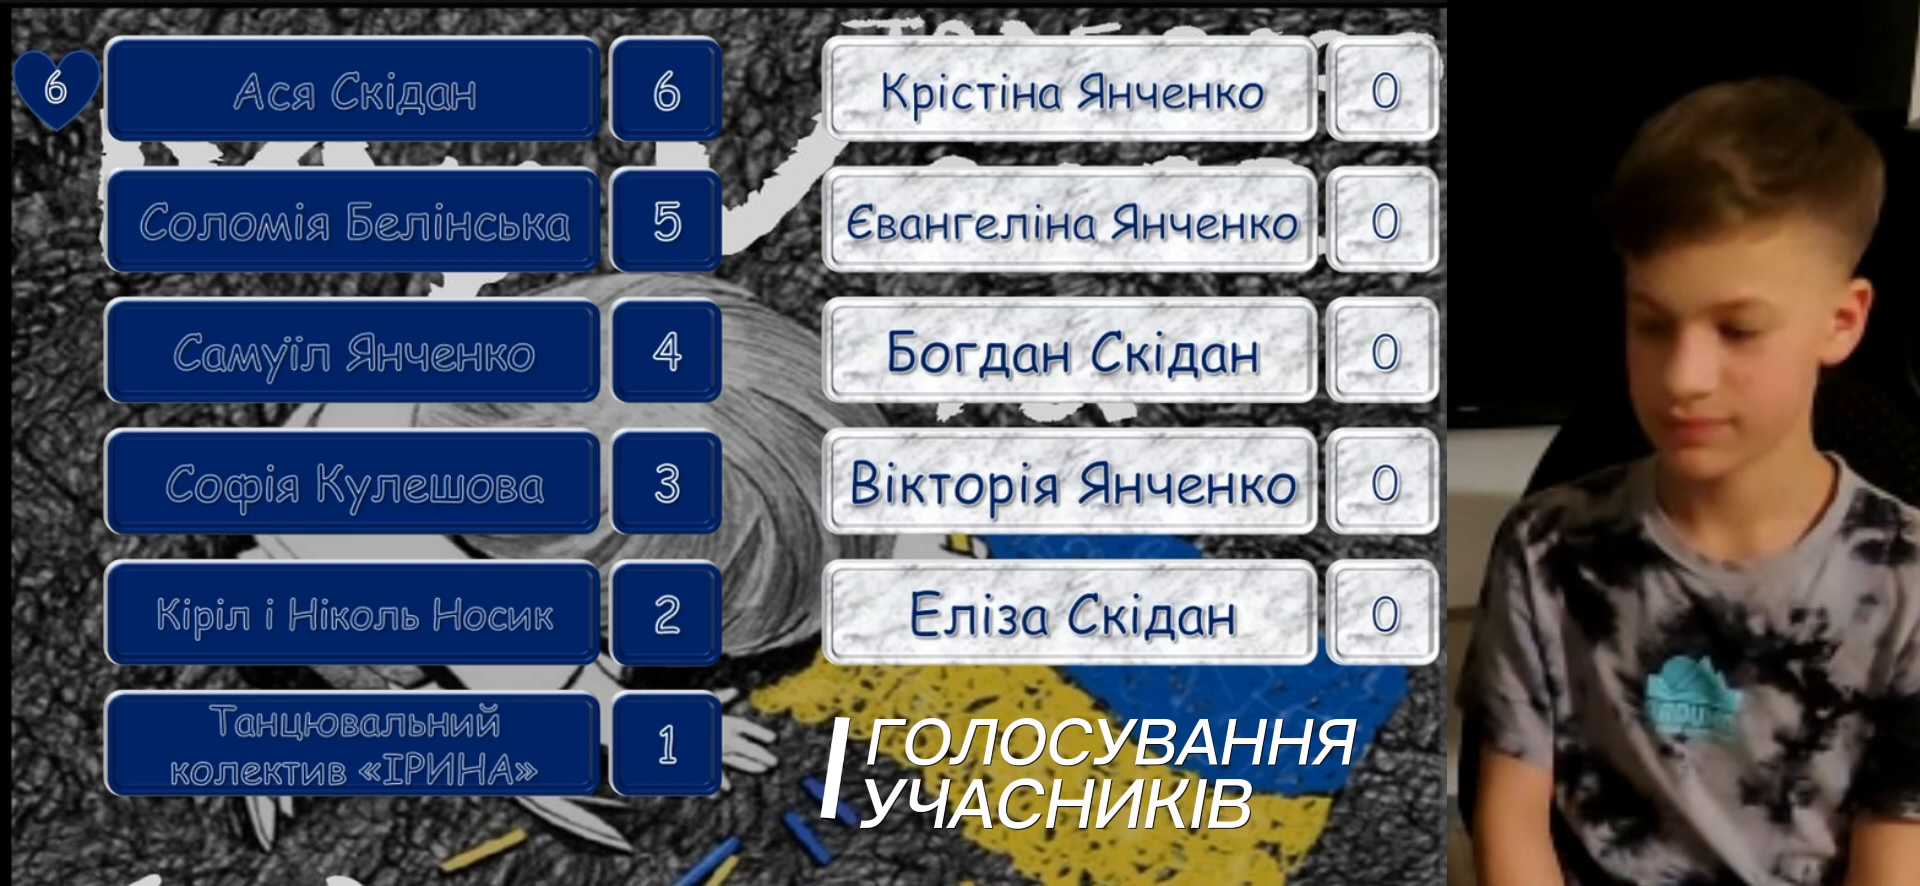 6
Ася Скідан 6
Соломія Белінська 5
Самуїл Янченко 4
Софія Кулешова 3
Кіріл і Ніколь Носик 2
Танцювальний
колектив «ІРИНА» 1
Крістіна Янченко 0
Євангеліна Янченко 0
Богдан Скідан 0
Вікторія Янченко 0
Еліза Скідан 0
ГОЛОСУВАННЯ
УЧАСНИКІВ